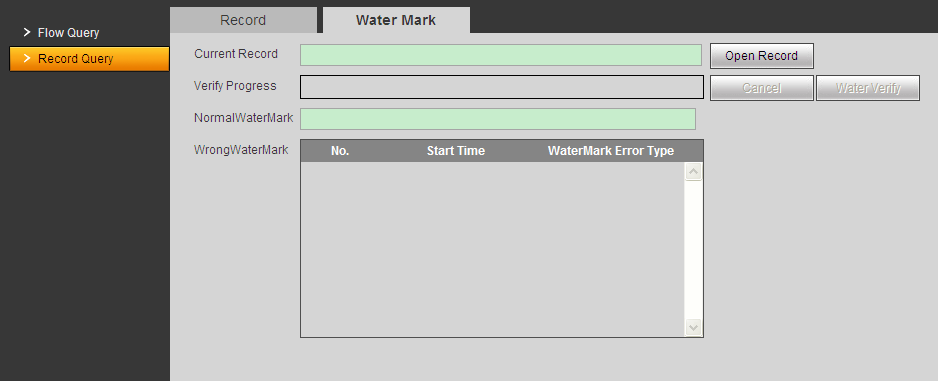 Record
Water Mark
> Flow Query
> Record Query
Current Record
Open Record
Verify Progress
Cancel
Water Verify
NormalWaterMark
WrongWaterMark
No.
Start Time
WaterMark Error Type